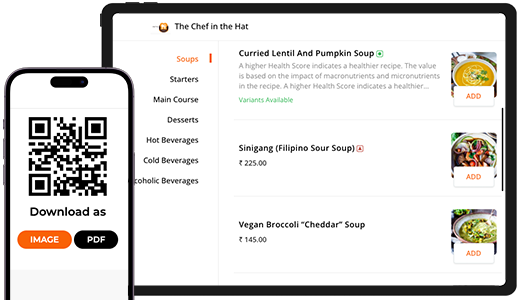 The Chef in the Hat
Soups
Starters
Main Course
Desserts
Hot Beverages
Cold Beverages
coholic Beverages
Curried Lentil And Pumpkin Soup
A higher Health Score indicates a healthier recipe. The value
is based on the impact of macronutrients and micronutrients
in the recipe. A higher Health Score indicates a healthier...
Variants Available
ADD
Sinigang (Filipino Sour Soup)
₹ 225.00
ADD
Vegan Broccoli “Cheddar” Soup
₹ 145.00
ADD
Download as
IMAGE
PDF